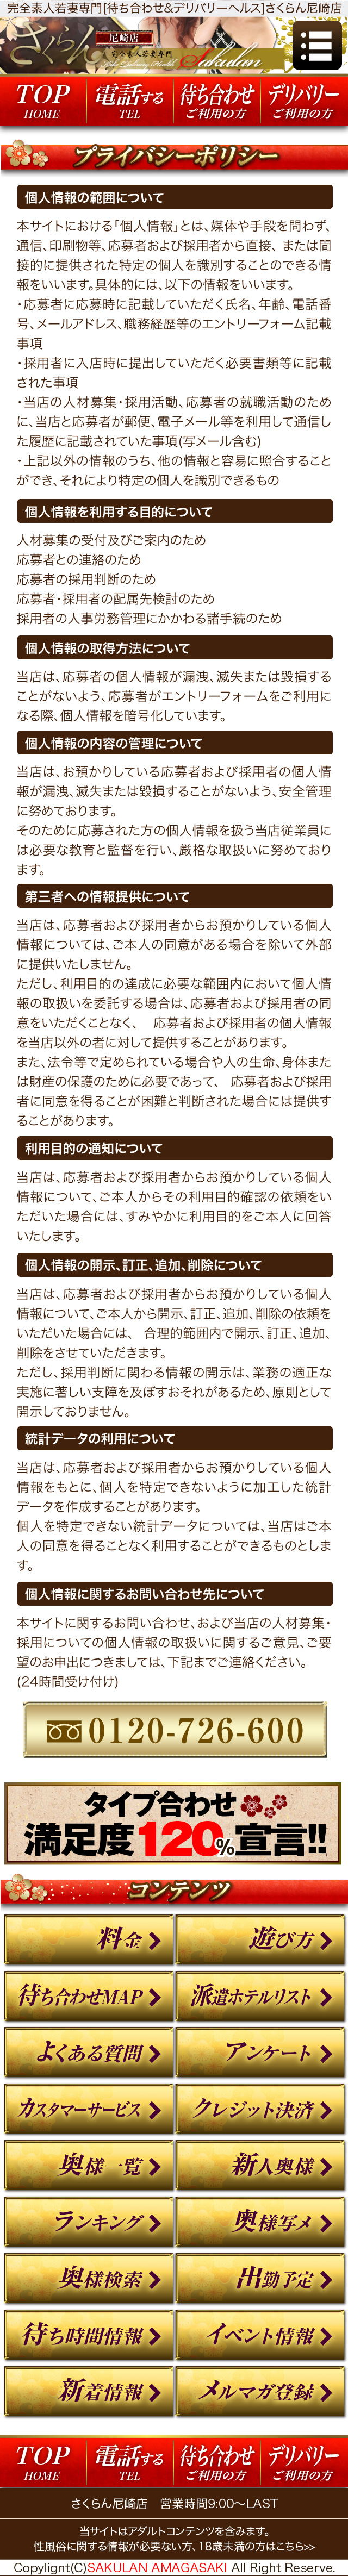 完全素人若妻専門[待ち合わせ&デリバリーヘルス]さくらん尼崎店
さくらん
尼崎店
完全素人若妻専門
Sakulan
TOP HOME
電話する TEL
待ち合わせ ご利用の方
デリバリー ご利用の方
プライバシーポリシー
個人情報の範囲について
本サイトにおける「個人情報」とは、媒体や手段を問わず、
通信、印刷物等、応募者および採用者から直接、または間
接的に提供された特定の個人を識別することのできる情
報をいいます。具体的には、以下の情報をいいます。
・応募者に応募時に記載していただく氏名、年齢、電話番
号、メールアドレス、職務経歴等のエントリーフォーム記載
事項
・採用者に入店時に提出していただく必要書類等に記載
された事項
・当店の人材募集・採用活動、応募者の就職活動のため
に、当店と応募者が郵便、電子メール等を利用して通信し
た履歴に記載されていた事項(写メール含む)
・上記以外の情報のうち、他の情報と容易に照合すること
ができ、それにより特定の個人を識別できるもの
個人情報を利用する目的について
人材募集の受付及びご案内のため
応募者との連絡のため
応募者の採用判断のため
応募者・採用者の配属先検討のため
採用者の人事労務管理にかかわる諸手続のため
個人情報の取得方法について
当店は、応募者の個人情報が漏洩、滅失または毀損する
ことがないよう、応募者がエントリーフォームをご利用に
なる際、個人情報を暗号化しています。
個人情報の内容の管理について
当店は、お預かりしている応募者および採用者の個人情
報が漏洩、滅失または毀損することがないよう、安全管理
に努めております。
そのために応募された方の個人情報を扱う当店従業員に
は必要な教育と監督を行い、厳格な取扱いに努めており
ます。
第三者への情報提供について
当店は、応募者および採用者からお預かりしている個人
情報については、ご本人の同意がある場合を除いて外部
に提供いたしません。
ただし、利用目的の達成に必要な範囲内において個人情
報の取扱いを委託する場合は、応募者および採用者の同
意をいただくことなく、 応募者および採用者の個人情報
を当店以外の者に対して提供することがあります。
また、法令等で定められている場合や人の生命、身体また
は財産の保護のために必要であって、 応募者および採用
者に同意を得ることが困難と判断された場合には提供す
ることがあります。
利用目的の通知について
当店は、応募者および採用者からお預かりしている個人
情報について、ご本人からその利用目的確認の依頼をい
ただいた場合には、すみやかに利用目的をご本人に回答
いたします。
個人情報の開示、訂正、追加、削除について
当店は、応募者および採用者からお預かりしている個人
情報について、ご本人から開示、訂正、追加、削除の依頼を
いただいた場合には、 合理的範囲内で開示、訂正、追加、
削除をさせていただきます。
ただし、採用判断に関わる情報の開示は、業務の適正な
実施に著しい支障を及ぼすおそれがあるため、原則として
開示しておりません。
統計データの利用について
当店は、応募者および採用者からお預かりしている個人
情報をもとに、個人を特定できないように加工した統計
データを作成することがあります。
個人を特定できない統計データについては、当店はご本
人の同意を得ることなく利用することができるものとしま
す。
個人情報に関するお問い合わせ先について
本サイトに関するお問い合わせ、および当店の人材募集・
採用についての個人情報の取扱いに関するご意見、ご要
望のお申出につきましては、下記までご連絡ください。
(24時間受け付け)
0120-726-600
タイプ合わせ
満足度120%宣言!!
コンテンツ
料金
遊び方
待ち合わせMAP
派遣ホテルリスト
よくある質問
アンケート
カスタマーサービス
クレジット決済
奥様一覧
新人奥様
ランキング
奥様写メ
奥様検索
出勤予定
待ち時間情報
イベント情報
新着情報
メルマガ登録
TOP HOME
電話する TEL
待ち合わせ ご利用の方
デリバリー ご利用の方
さくらん尼崎店 営業時間9:00〜LAST
当サイトはアダルトコンテンツを含みます。
性風俗に関する情報が必要ない方、18歳未満の方はこちら>>
Copylignt(C)SAKULAN AMAGASAKI All Right Reserve.